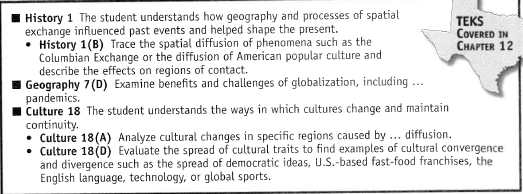 ■ History 1 The student understands how geography and processes of spatial
exchange influenced past events and helped shape the present.
• History 1(B) Trace the spatial diffusion of phenomena such as the
Columbian Exchange or the diffusion of American popular culture and
describe the effects on regions of contact.
■ Geography 7(D) Examine benefits and challenges of globalization, including ...
pandemics.
■ Culture 18 The student understands the ways in which cultures change and maintain
continuity.
• Culture 18(A) Analyze cultural changes in specific regions caused by ... diffusion.
• Culture 18(D) Evaluate the spread of cultural traits to find examples of cultural convergence
and divergence such as the spread of democratic ideas, U.S.-based fast-food franchises, the
English language, technology, or global sports.
TEKS
COVERED IN
CHAPTER 12